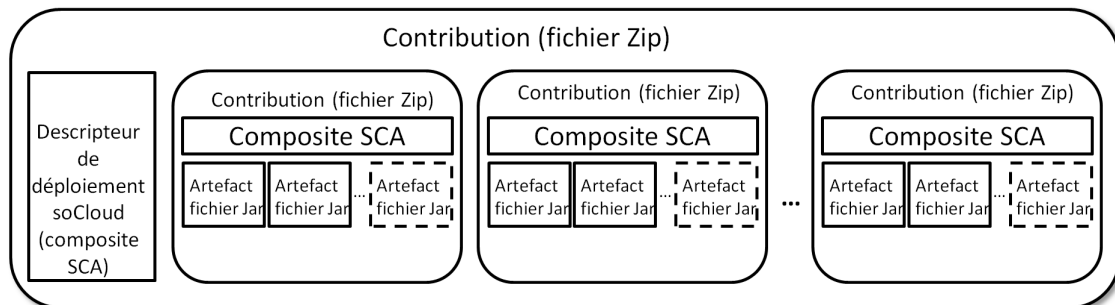 Contribution (fichier Zip)
Descripteur
de
déploiement
soCloud
(composite
SCA)
Contribution (fichier Zip)
Composite SCA
Artefact
fichier Jar
Artefact
fichier Jar
...
Artefact
fichier Jar
Contribution (fichier Zip)
Composite SCA
Artefact
fichier Jar
Artefact
fichier Jar
...
Artefact
fichier Jar
...
Contribution (fichier Zip)
Composite SCA
Artefact
fichier Jar
Artefact
fichier Jar
...
Artefact
fichier Jar